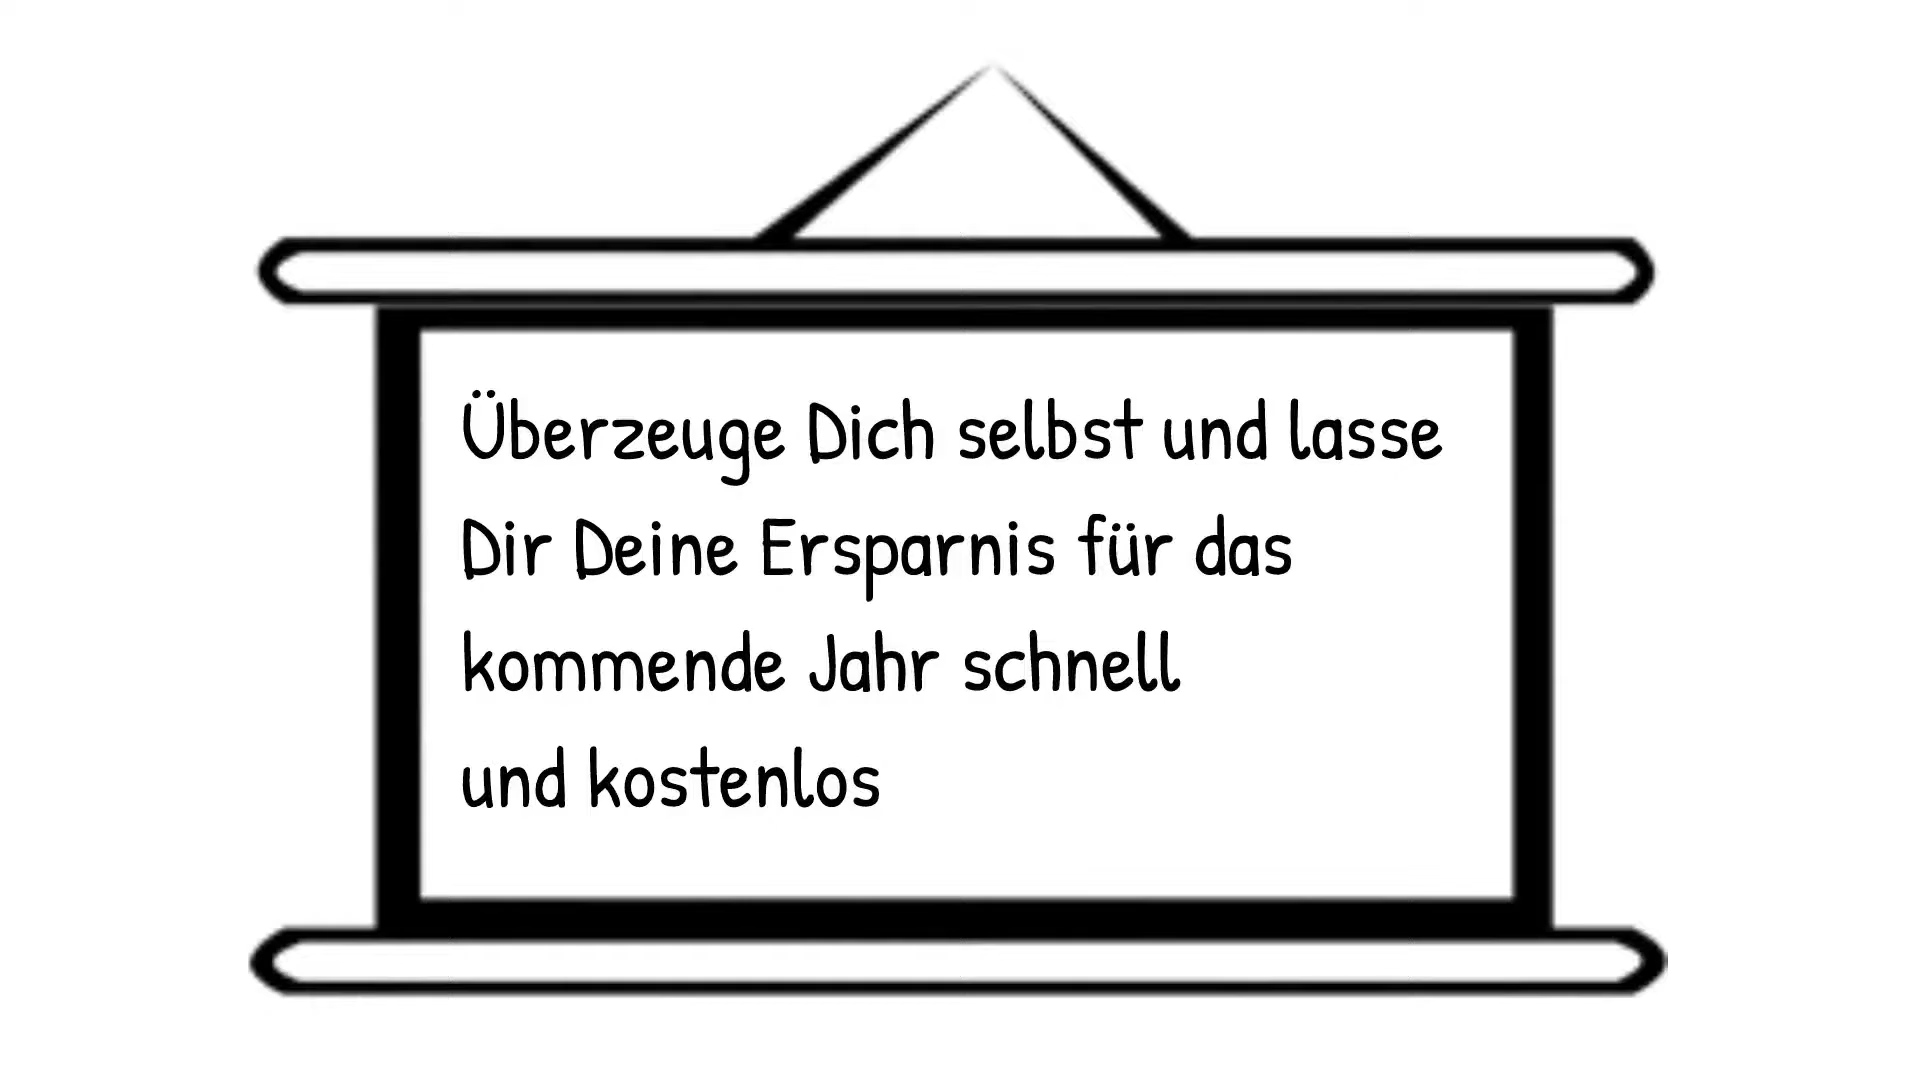 Überzeuge Dich selbst und lasse
Dir Deine Ersparnis für das
kommende Jahr schnell
und kostenlos